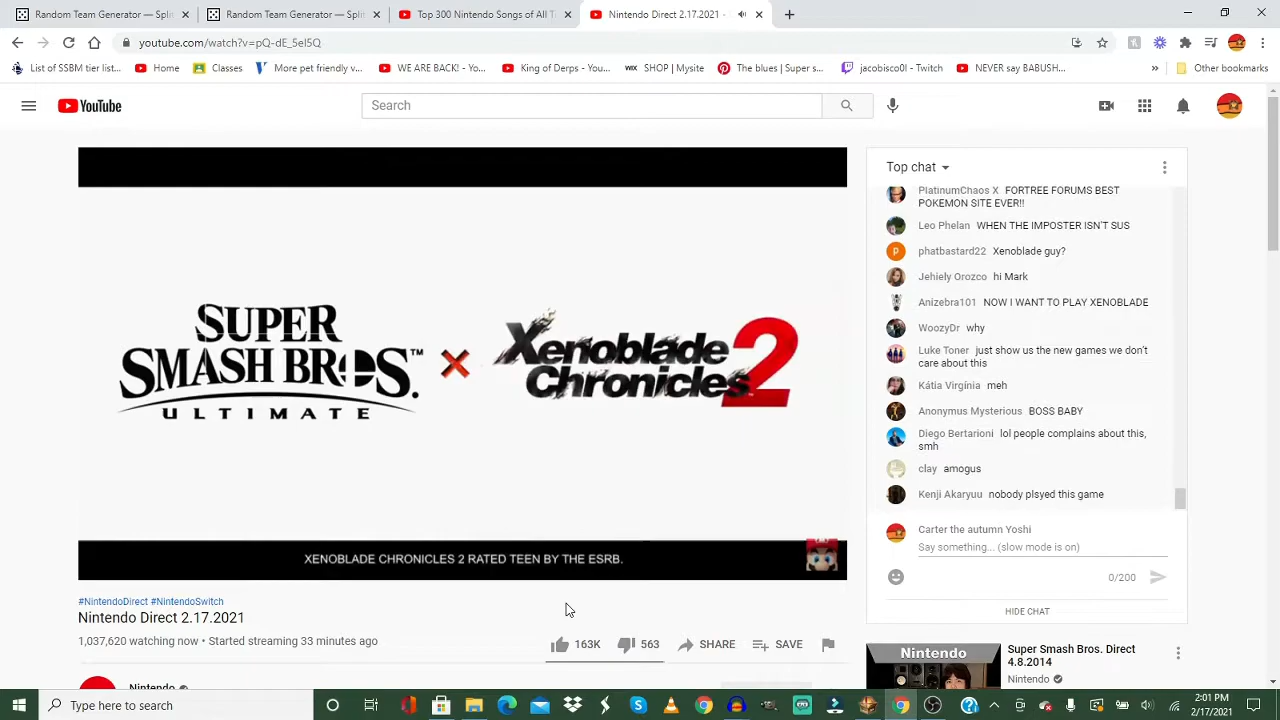 Random Team Generator — Spli
Random Team Generator — Spli
Top 300 Nintendo Songs of All T
Nintendo Direct 2.17.2021 -
youtube.com/watch?v=pQ-dE_5eI5Q
List of SSBM tier list...
Home
Classes
More pet friendly v...
WE ARE BACK! - Yo...
King of Derps - You...
WIX SHOP | Mysite
The blues | Super s...
jacobisco0l - Twitch
NEVER say BABUSH...
»
Other bookmarks
YouTube
Search
Top chat
PlatinumChaos X FORTREE FORUMS BEST
POKEMON SITE EVER!!
Leo Phelan WHEN THE IMPOSTER ISN'T SUS
phatbastard22 Xenoblade guy?
Jehiely Orozco hi Mark
Anizebra101 NOW I WANT TO PLAY XENOBLADE
WoozyDr why
Luke Toner just show us the new games we don't
care about this
Kátia Virgínia meh
Anonymus Mysterious BOSS BABY
Diego Bertarioni lol people complains about this,
smh
clay amogus
Kenji Akaryuu nobody plsyed this game
Carter the autumn Yoshi
Say something... (slow mode is on)
0/200
HIDE CHAT
SUPER
SMASH BROS.™
ULTIMATE
Xenoblade
Chronicles 2
XENOBLADE CHRONICLES 2 RATED TEEN BY THE ESRB.
#NintendoDirect #NintendoSwitch
Nintendo Direct 2.17.2021
1,037,620 watching now • Started streaming 33 minutes ago
163K
563
SHARE
SAVE
Nintendo
Nintendo
Super Smash Bros. Direct
4.8.2014
Nintendo
Type here to search
2:01 PM
2/17/2021